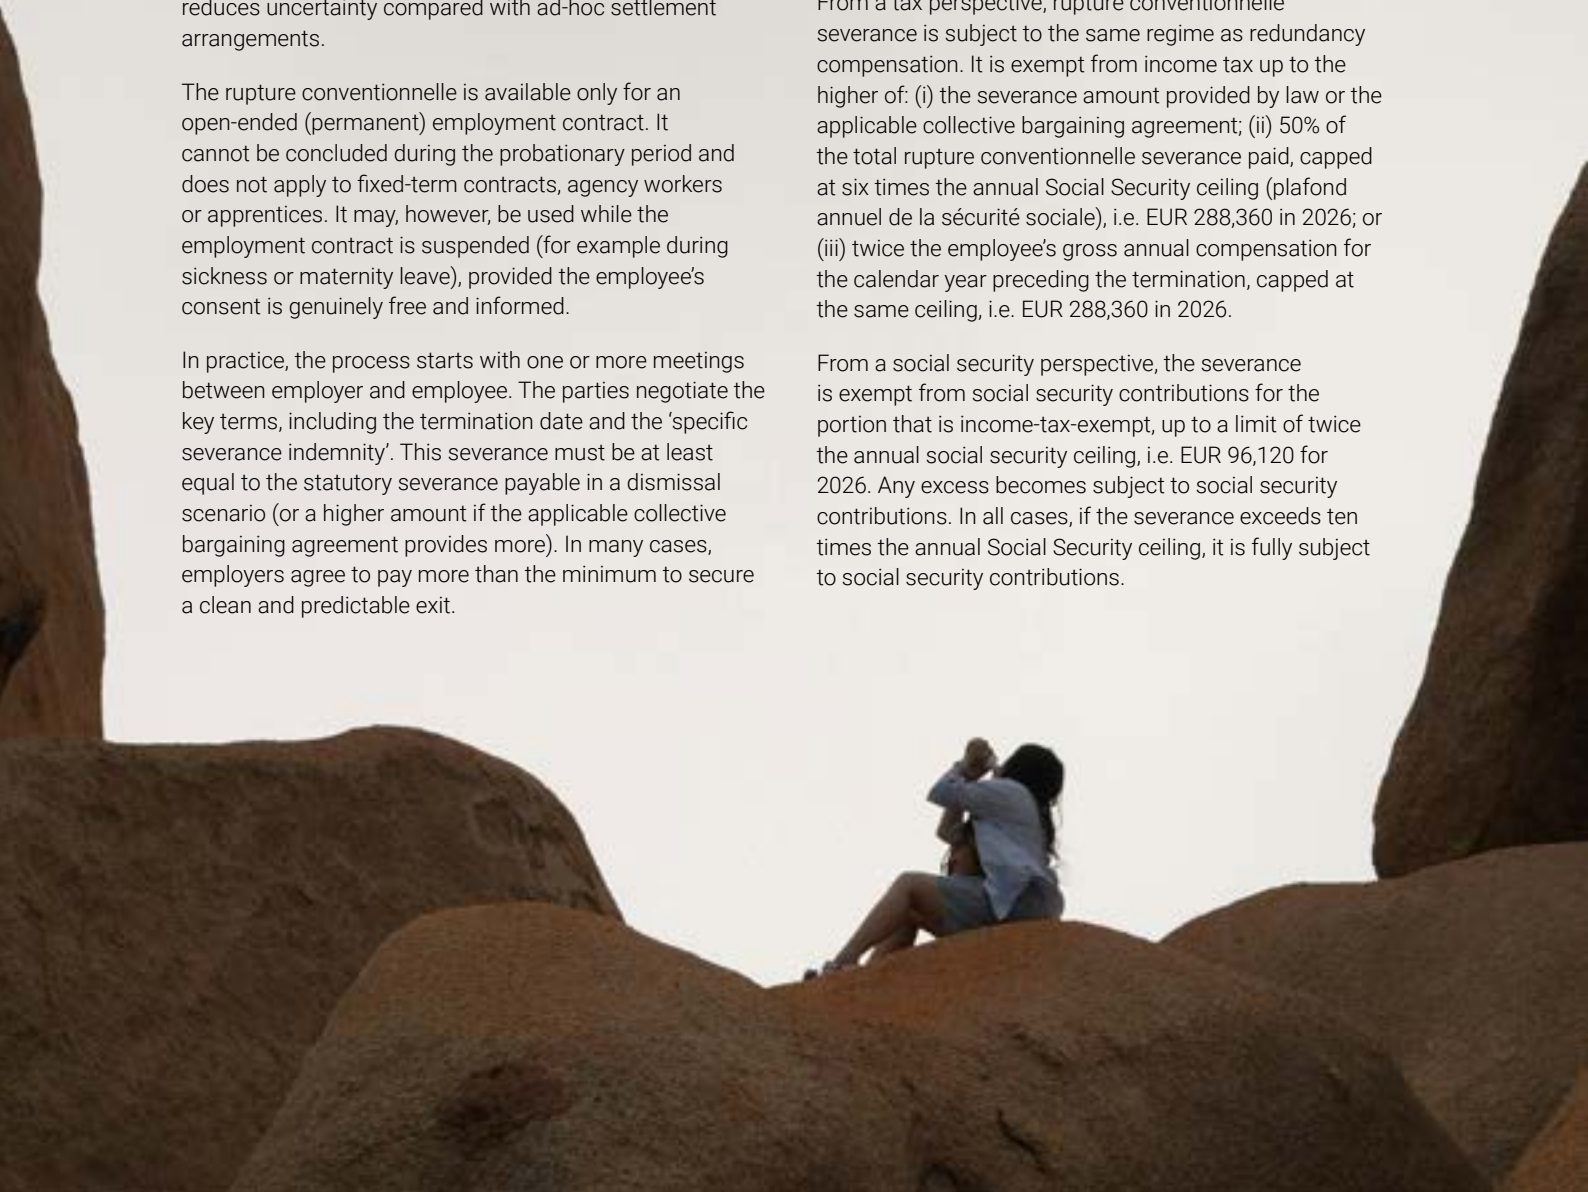 reduces uncertainty compared with ad-hoc settlement
arrangements.
The rupture conventionnelle is available only for an
open-ended (permanent) employment contract. It
cannot be concluded during the probationary period and
does not apply to fixed-term contracts, agency workers
or apprentices. It may, however, be used while the
employment contract is suspended (for example during
sickness or maternity leave), provided the employee’s
consent is genuinely free and informed.
In practice, the process starts with one or more meetings
between employer and employee. The parties negotiate the
key terms, including the termination date and the ‘specific
severance indemnity’. This severance must be at least
equal to the statutory severance payable in a dismissal
scenario (or a higher amount if the applicable collective
bargaining agreement provides more). In many cases,
employers agree to pay more than the minimum to secure
a clean and predictable exit.
From a tax perspective, rupture conventionnelle
severance is subject to the same regime as redundancy
compensation. It is exempt from income tax up to the
higher of: (i) the severance amount provided by law or the
applicable collective bargaining agreement; (ii) 50% of
the total rupture conventionnelle severance paid, capped
at six times the annual Social Security ceiling (plafond
annuel de la sécurité sociale), i.e. EUR 288,360 in 2026; or
(iii) twice the employee’s gross annual compensation for
the calendar year preceding the termination, capped at
the same ceiling, i.e. EUR 288,360 in 2026.
From a social security perspective, the severance
is exempt from social security contributions for the
portion that is income-tax-exempt, up to a limit of twice
the annual social security ceiling, i.e. EUR 96,120 for
2026. Any excess becomes subject to social security
contributions. In all cases, if the severance exceeds ten
times the annual Social Security ceiling, it is fully subject
to social security contributions.